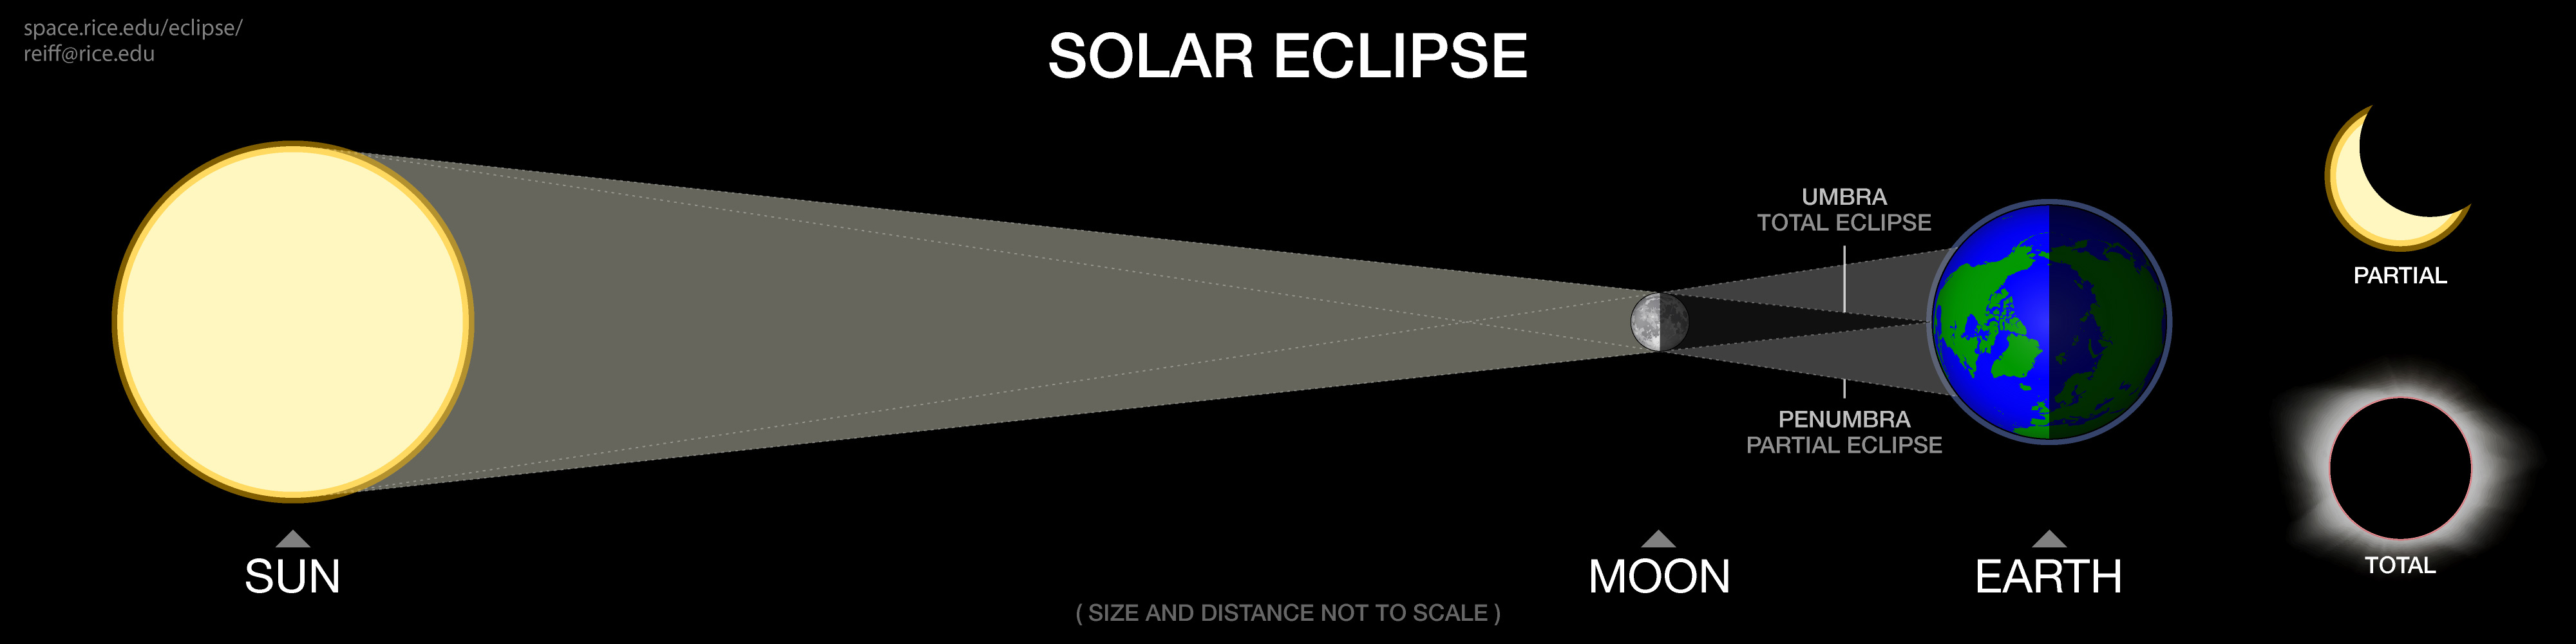 space.rice.edu/eclipse/
reiff@rice.edu
SOLAR ECLIPSE
UMBRA
TOTAL ECLIPSE
PENUMBRA
PARTIAL ECLIPSE
PARTIAL
TOTAL
SUN
MOON
EARTH
( SIZE AND DISTANCE NOT TO SCALE )